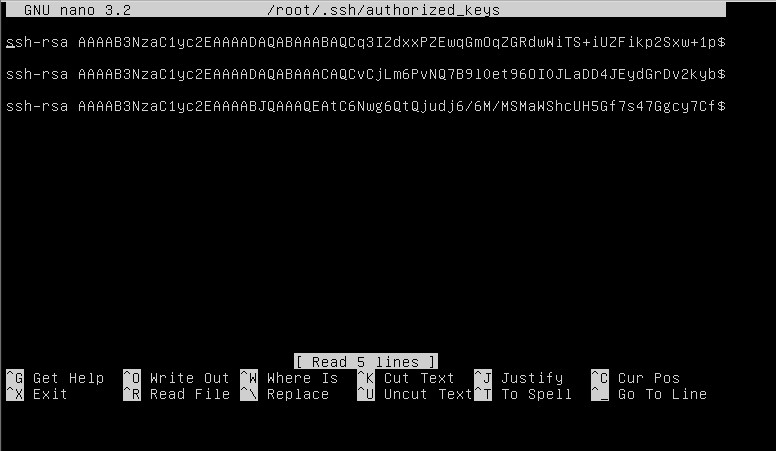 GNU nano 3.2 /root/.ssh/authorized_keys
ssh-rsa AAAAB3NzaC1yc2EAAAADAQABAAABAQCq3IZdxxPZEwqGmOqZGRdwWiTS+iUZFikp2Sxw+1p$
ssh-rsa AAAAB3NzaC1yc2EAAAADAQABAAACAQCvCjLm6PvNQ7B9l0et96OI0JLaDD4JEydGrDv2kyb$
ssh-rsa AAAAB3NzaC1yc2EAAAABJQAAAQEAtC6Nwg6QtQjudj6/6M/MSMaWShcUH5Gf7s47Ggcy7Cf$
[ Read 5 lines ]
^G Get Help ^O Write Out ^W Where Is ^K Cut Text ^J Justify ^C Cur Pos
^X Exit ^R Read File ^\ Replace ^U Uncut Text ^T To Spell ^_ Go To Line